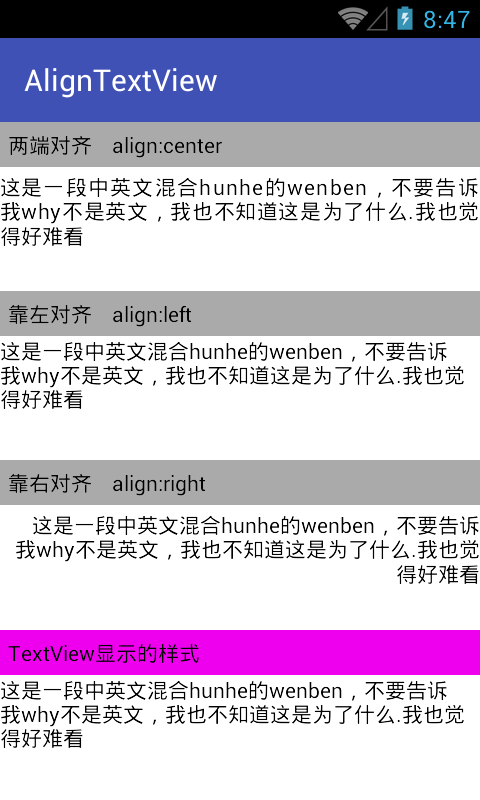 8:47
AlignTextView
两端对齐 align:center
这是一段中英文混合hunhe的wenben，不要告诉
我why不是英文，我也不知道这是为了什么.我也觉
得好难看
靠左对齐 align:left
这是一段中英文混合hunhe的wenben，不要告诉
我why不是英文，我也不知道这是为了什么.我也觉
得好难看
靠右对齐 align:right
这是一段中英文混合hunhe的wenben，不要告诉
我why不是英文，我也不知道这是为了什么.我也觉
得好难看
TextView显示的样式
这是一段中英文混合hunhe的wenben，不要告诉
我why不是英文，我也不知道这是为了什么.我也觉
得好难看